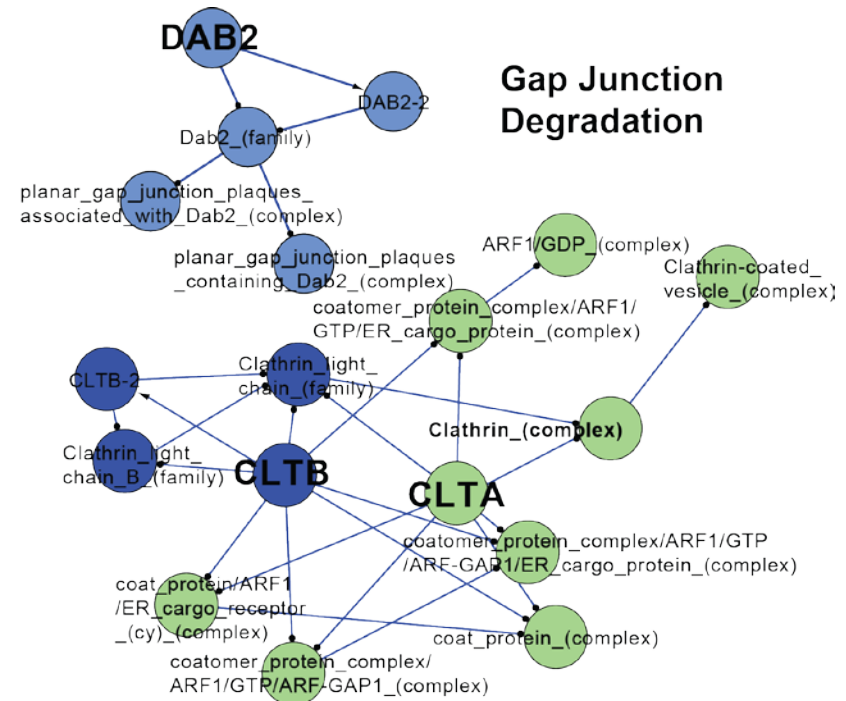 DAB2
Gap Junction
Degradation
DAB2-2
Dab2_(family)
planar_gap_junction_plaques_
associated_with_Dab2_(complex)
planar_gap_junction_plaques
_containing_Dab2_(complex)
ARF1/GDP_(complex)
Clathrin-coated_
vesicle_(complex)
coatomer_protein_complex/ARF1/
GTP/ER_cargo_protein_(complex)
Clathrin_light_
chain_(family)
CLTB-2
Clathrin_(complex)
Clathrin_light_
chain_B_(family)
CLTB
CLTA
coatomer_protein_complex/ARF1/GTP
/ARF-GAP1/ER_cargo_protein_(complex)
coat_protein/ARF1
/ER_cargo_receptor
_(cy)_(complex)
coat_protein_(complex)
coatomer_protein_complex/
ARF1/GTP/ARF-GAP1_(complex)